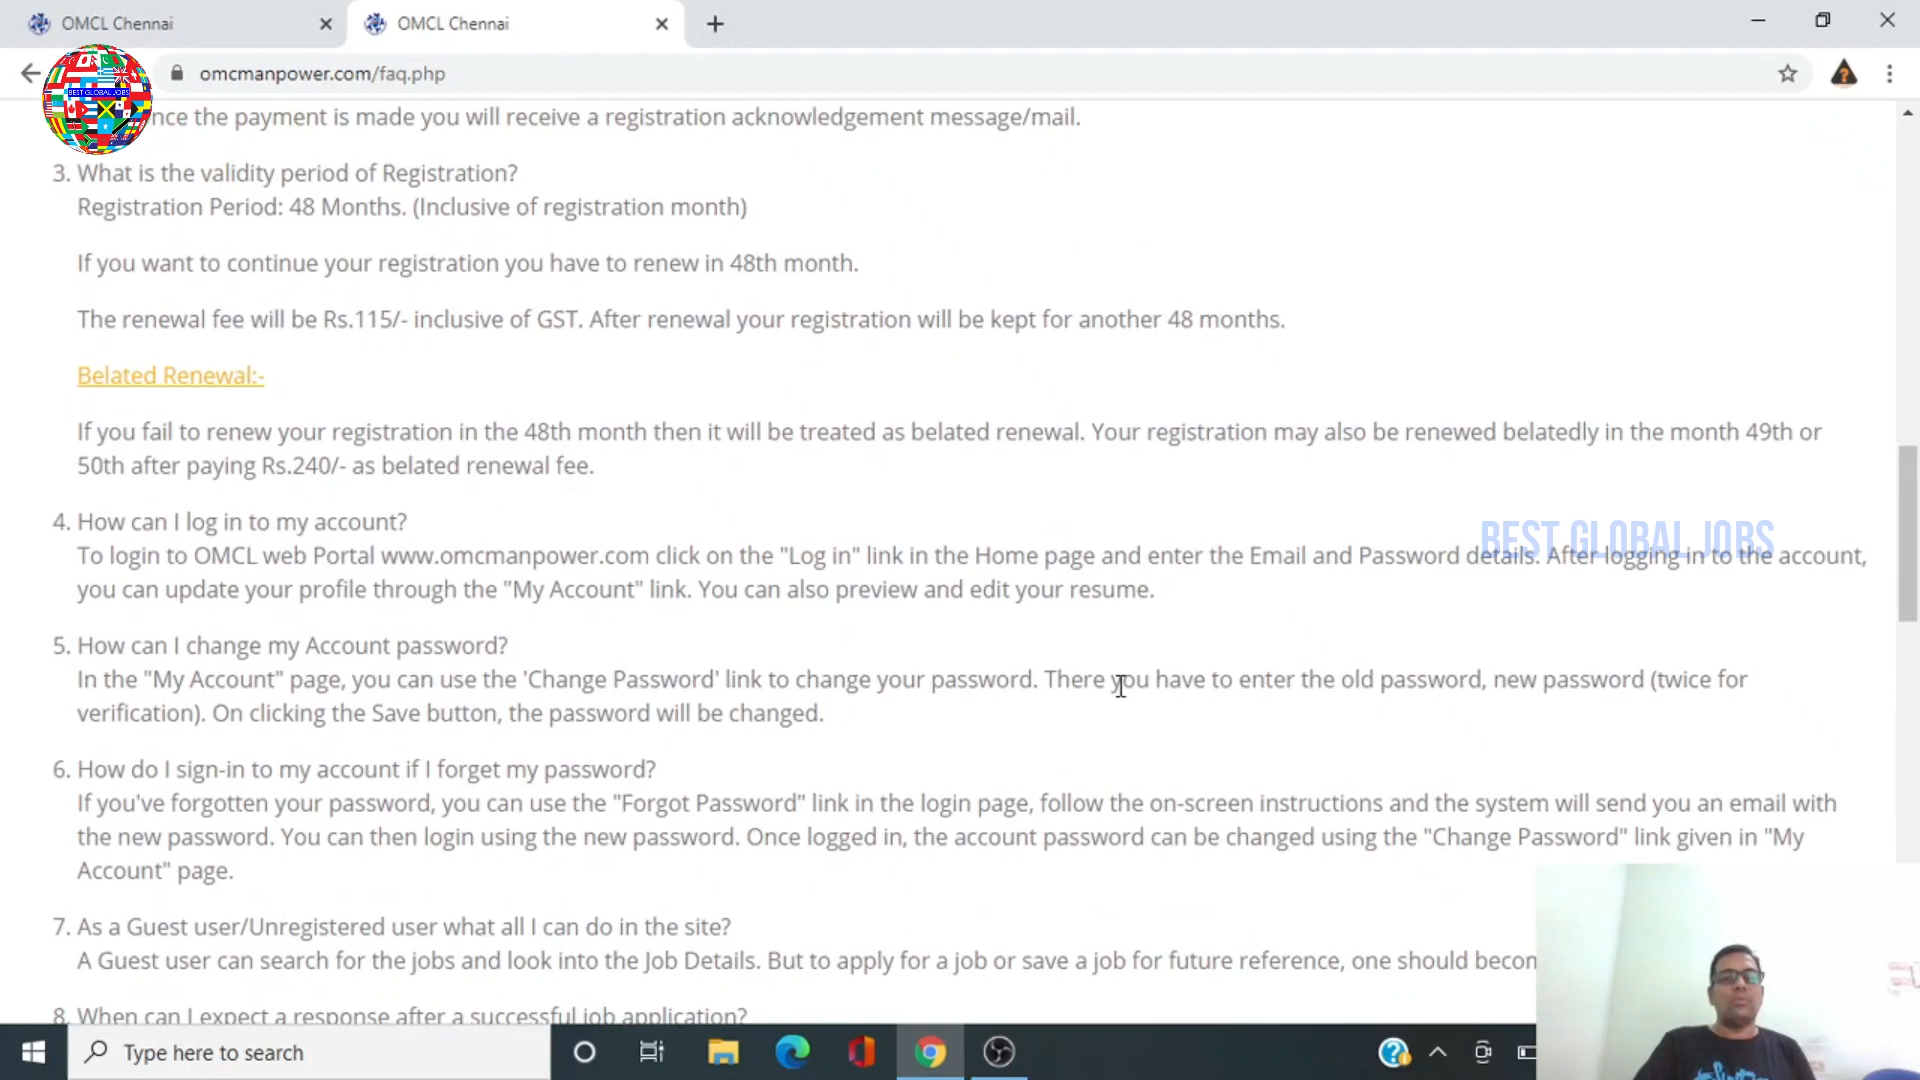 OMCL Chennai
OMCL Chennai
omcmanpower.com/faq.php
BEST GLOBAL JOBS
nce the payment is made you will receive a registration acknowledgement message/mail.
3. What is the validity period of Registration?
Registration Period: 48 Months. (Inclusive of registration month)
If you want to continue your registration you have to renew in 48th month.
The renewal fee will be Rs.115/- inclusive of GST. After renewal your registration will be kept for another 48 months.
Belated Renewal:-
If you fail to renew your registration in the 48th month then it will be treated as belated renewal. Your registration may also be renewed belatedly in the month 49th or
50th after paying Rs.240/- as belated renewal fee.
4. How can I log in to my account?
BEST GLOBAL JOBS
To login to OMCL web Portal www.omcmanpower.com click on the "Log in" link in the Home page and enter the Email and Password details. After logging in to the account,
you can update your profile through the "My Account" link. You can also preview and edit your resume.
5. How can I change my Account password?
In the "My Account" page, you can use the 'Change Password' link to change your password. There you have to enter the old password, new password (twice for
verification). On clicking the Save button, the password will be changed.
6. How do I sign-in to my account if I forget my password?
If you've forgotten your password, you can use the "Forgot Password" link in the login page, follow the on-screen instructions and the system will send you an email with
the new password. You can then login using the new password. Once logged in, the account password can be changed using the "Change Password" link given in "My
Account" page.
7. As a Guest user/Unregistered user what all I can do in the site?
A Guest user can search for the jobs and look into the Job Details. But to apply for a job or save a job for future reference, one should becom
8. When can I expect a response after a successful job application?
Type here to search